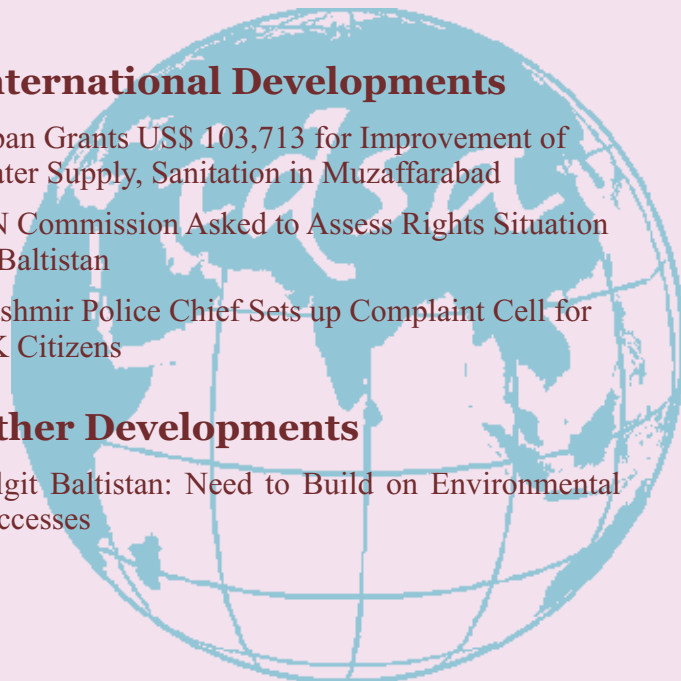 nternational Developments
pan Grants US$ 103,713 for Improvement of
ater Supply, Sanitation in Muzaffarabad
N Commission Asked to Assess Rights Situation
Baltistan
shmir Police Chief Sets up Complaint Cell for
K Citizens
ther Developments
lgit Baltistan: Need to Build on Environmental
ccesses
idsa